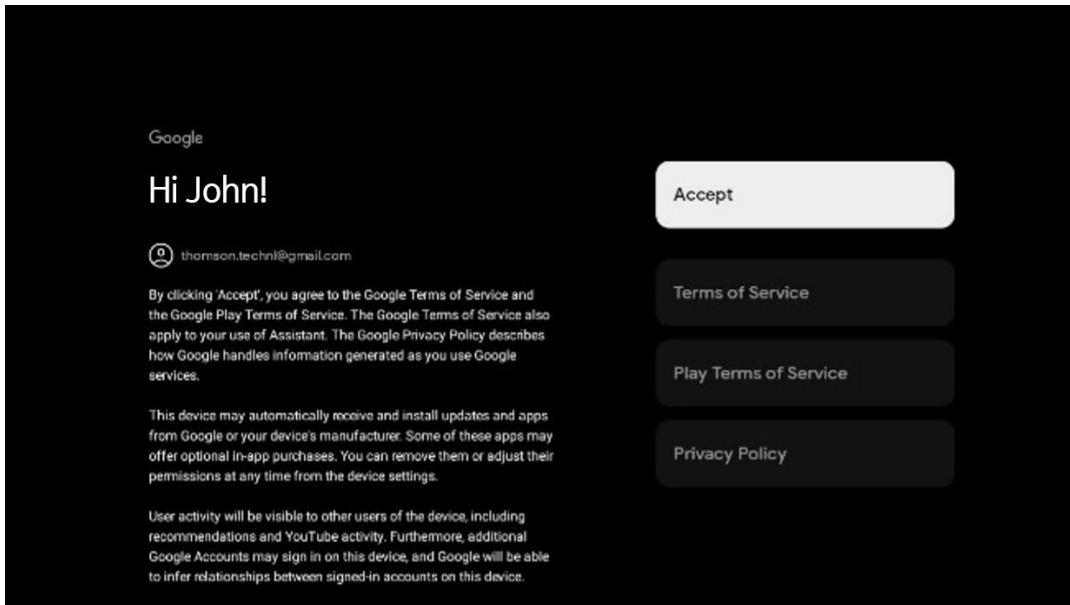 Google
Hi John!
thomson.technl@gmail.com
By clicking 'Accept', you agree to the Google Terms of Service and
the Google Play Terms of Service. The Google Terms of Service also
apply to your use of Assistant. The Google Privacy Policy describes
how Google handles information generated as you use Google
services.
This device may automatically receive and install updates and apps
from Google or your device's manufacturer. Some of these apps may
offer optional in-app purchases. You can remove them or adjust their
permissions at any time from the device settings.
User activity will be visible to other users of the device, including
recommendations and YouTube activity. Furthermore, additional
Google Accounts may sign in on this device, and Google will be able
to infer relationships between signed-in accounts on this device.
Accept
Terms of Service
Play Terms of Service
Privacy Policy